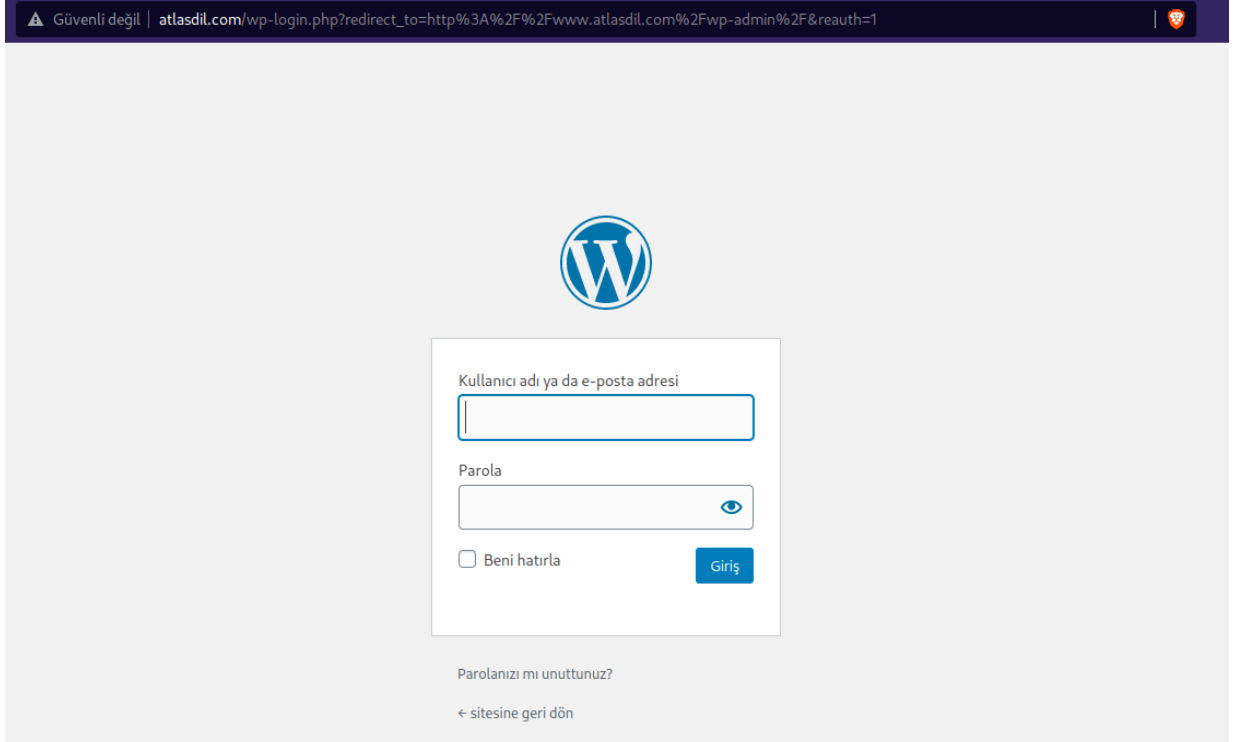 Güvenli değil | atlasdil.com/wp-login.php?redirect_to=http%3A%2F%2Fwww.atlasdil.com%2Fwp-admin%2F&reauth=1
Kullanıcı adı ya da e-posta adresi
Parola
Beni hatırla
Giriş
Parolanızı mı unuttunuz?
← sitesine geri dön